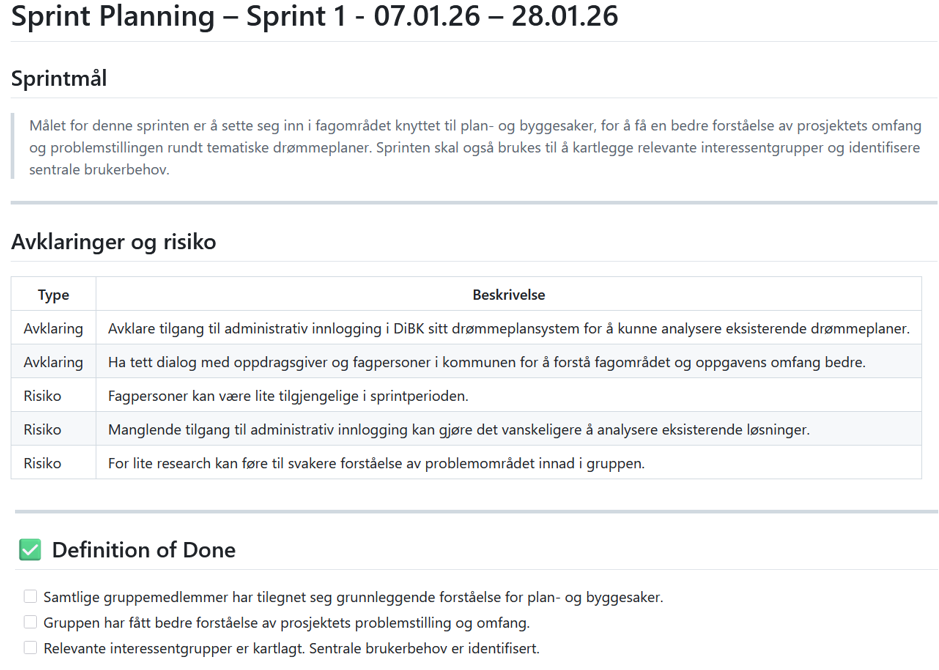 Sprint Planning – Sprint 1 - 07.01.26 – 28.01.26
Sprintmål
Målet for denne sprinten er å sette seg inn i fagområdet knyttet til plan- og byggesaker, for å få en bedre forståelse av prosjektets omfang
og problemstillingen rundt tematiske drømmeplaner. Sprinten skal også brukes til å kartlegge relevante interessentgrupper og identifisere
sentrale brukerbehov.
Avklaringer og risiko
Type Beskrivelse
Avklaring Avklare tilgang til administrativ innlogging i DiBK sitt drømmeplansystem for å kunne analysere eksisterende drømmeplaner.
Avklaring Ha tett dialog med oppdragsgiver og fagpersoner i kommunen for å forstå fagområdet og oppgavens omfang bedre.
Risiko Fagpersoner kan være lite tilgjengelige i sprintperioden.
Risiko Manglende tilgang til administrativ innlogging kan gjøre det vanskeligere å analysere eksisterende løsninger.
Risiko For lite research kan føre til svakere forståelse av problemområdet innad i gruppen.
Definition of Done
Samtlige gruppemedlemmer har tilegnet seg grunnleggende forståelse for plan- og byggesaker.
Gruppen har fått bedre forståelse av prosjektets problemstilling og omfang.
Relevante interessentgrupper er kartlagt. Sentrale brukerbehov er identifisert.